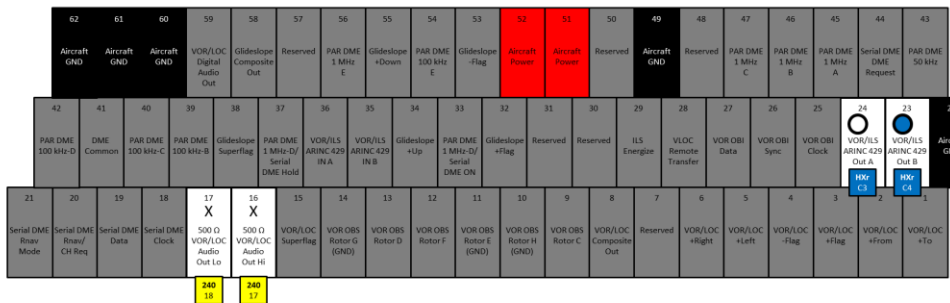 62
Aircraft
GND
61
Aircraft
GND
60
Aircraft
GND
59
VOR/LOC
Digital
Audio
Out
58
Glideslope
Composite
Out
57
Reserved
56
PAR DME
1 MHz
E
55
Glideslope
+Down
54
PAR DME
100 kHz
E
53
Glideslope
-Flag
52
Aircraft
Power
51
Aircraft
Power
50
Reserved
49
Aircraft
GND
48
Reserved
47
PAR DME
1 MHz
C
46
PAR DME
1 MHz
B
45
PAR DME
1 MHz
A
44
Serial DME
DME
Request
43
PAR DME
50 kHz
42
PAR DME
100 kHz-D
41
DME
Common
40
PAR DME
100 kHz-C
39
PAR DME
100 kHz-B
38
Glideslope
Superflag
37
PAR DME
1 MHz-D/
Serial
DME Hold
36
VOR/ILS
ARINC 429
IN A
35
VOR/ILS
ARINC 429
IN B
34
Glideslope
+Up
33
PAR DME
1 MHz-D/
Serial
DME ON
32
Glideslope
+Flag
31
Reserved
30
Reserved
29
ILS
Energize
28
VLOC
Remote
Transfer
27
VOR OBI
Data
26
VOR OBI
Sync
25
VOR OBI
Clock
24
VOR/ILS
ARINC 429
Out A
HXr
C3
23
VOR/ILS
ARINC 429
Out B
HXr
C4
21
Serial DME
Rnav
Mode
20
Serial DME
Rnav/
CH Req
19
Serial DME
Data
18
Serial DME
Clock
17
X
500 Ω
VOR/LOC
Audio
Out Lo
240
18
16
X
500 Ω
VOR/LOC
Audio
Out Hi
240
17
15
VOR/LOC
Superflag
14
VOR OBS
Rotor G
(GND)
13
VOR OBS
Rotor D
12
VOR OBS
Rotor F
11
VOR OBS
Rotor E
(GND)
10
VOR OBS
Rotor H
(GND)
9
VOR OBS
Rotor C
8
VOR/LOC
Composite
Out
7
Reserved
6
VOR/LOC
+Right
5
VOR/LOC
+Left
4
VOR/LOC
-Flag
3
VOR/LOC
+Flag
2
VOR/LOC
+From
1
VOR/LOC
+To